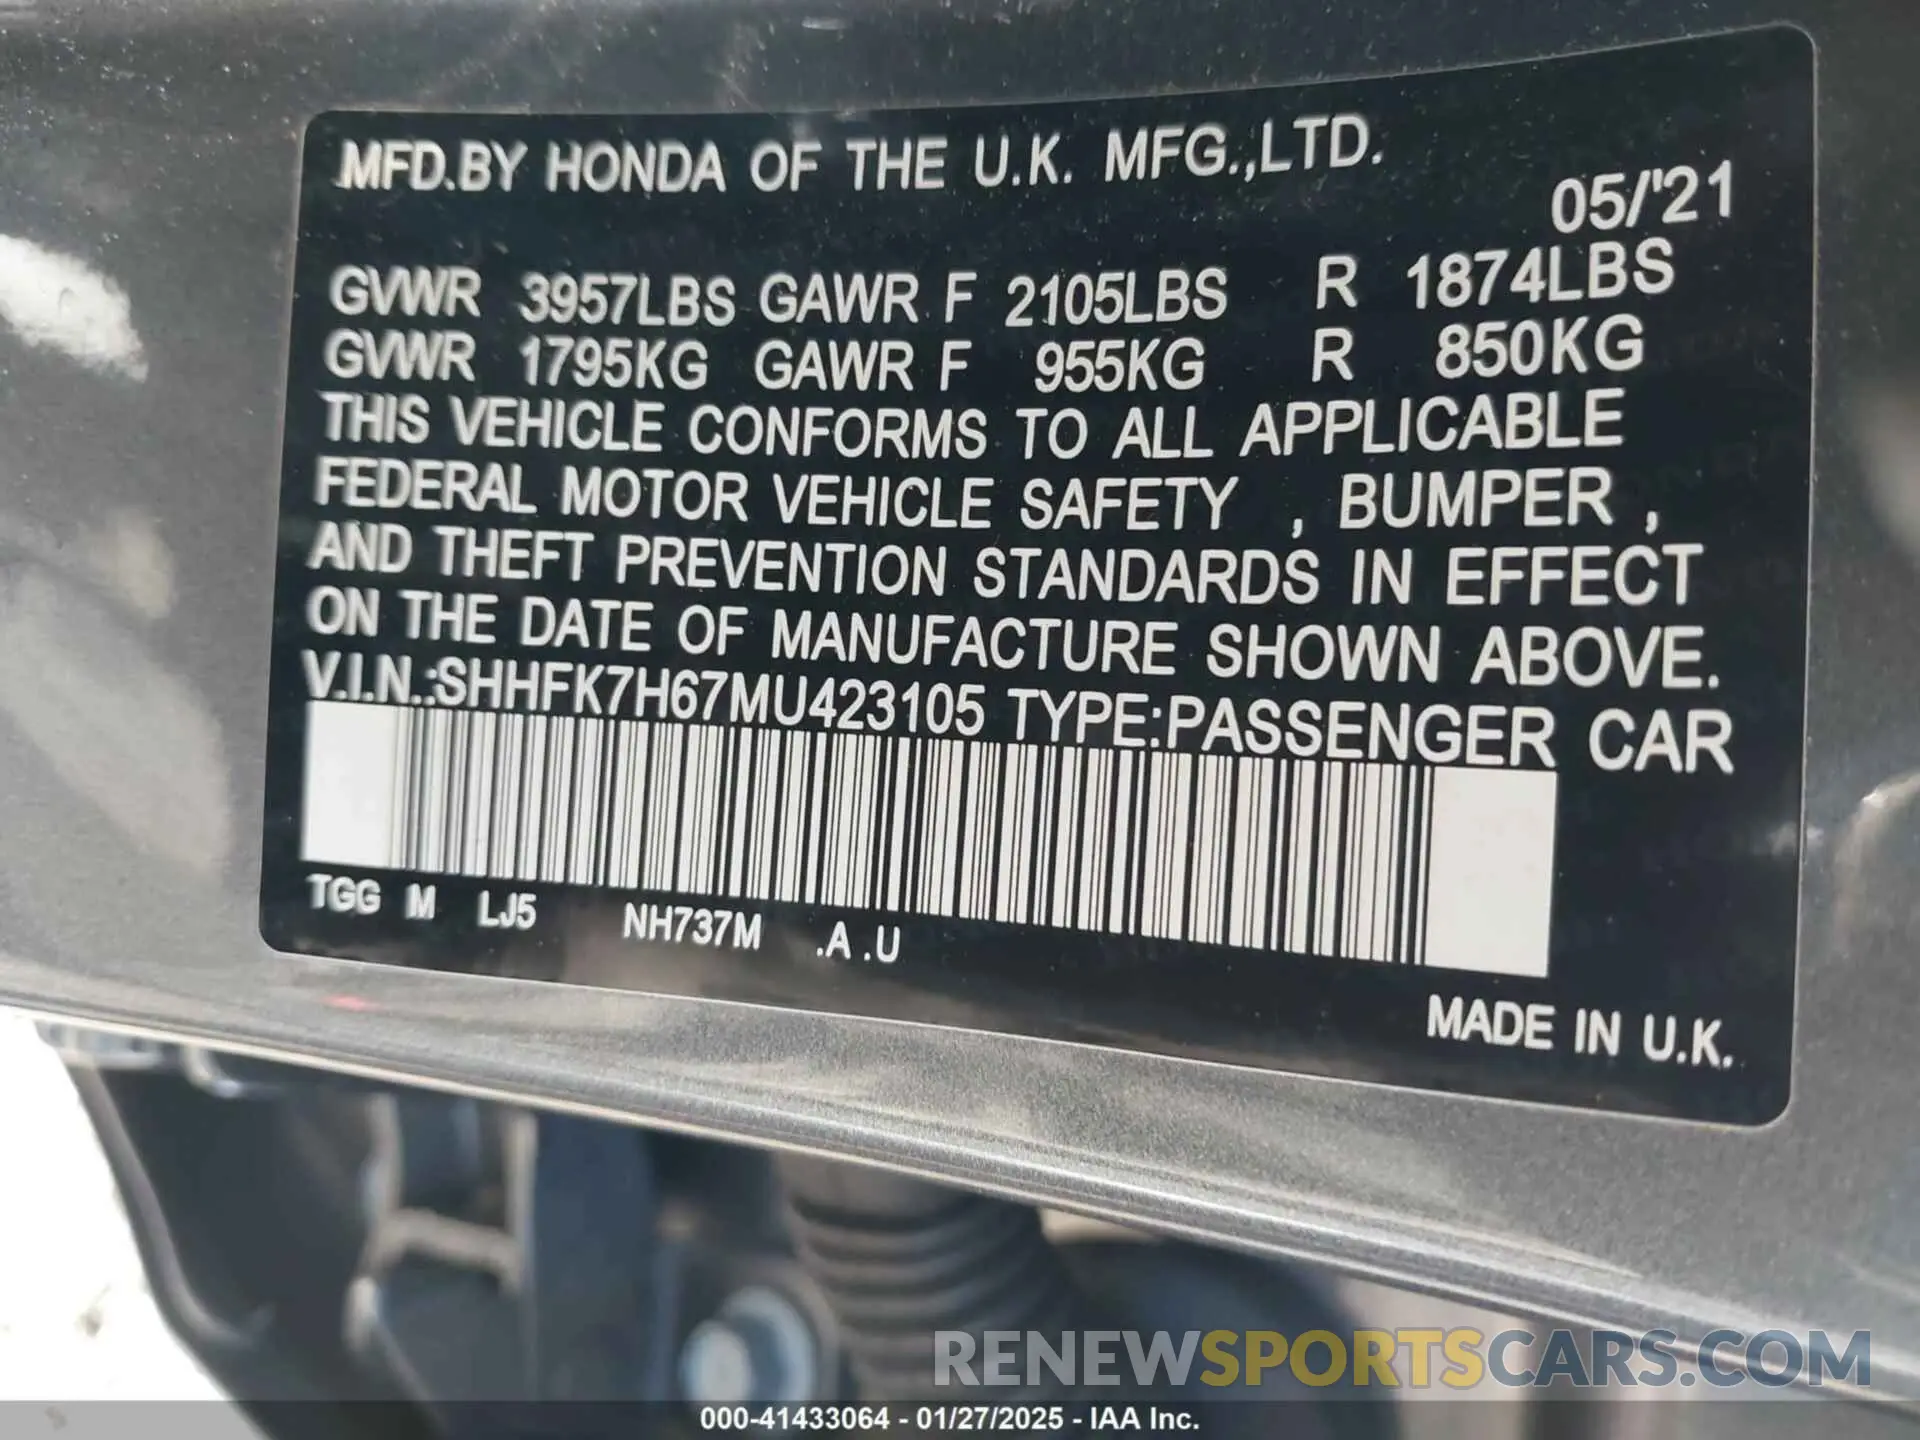 MFD.BY HONDA OF THE U.K. MFG.,LTD.
05/'21
GVWR 3957LBS GAWR F 2105LBS R 1874LBS
GVWR 1795KG GAWR F 955KG R 850KG
THIS VEHICLE CONFORMS TO ALL APPLICABLE
FEDERAL MOTOR VEHICLE SAFETY , BUMPER ,
AND THEFT PREVENTION STANDARDS IN EFFECT
ON THE DATE OF MANUFACTURE SHOWN ABOVE.
V.I.N.:SHHFK7H67MU423105 TYPE:PASSENGER CAR
TGG M LJ5 NH737M .A .U
MADE IN U.K.
RENEWSPORTSCARS.COM
000-41433064 - 01/27/2025 - IAA Inc.